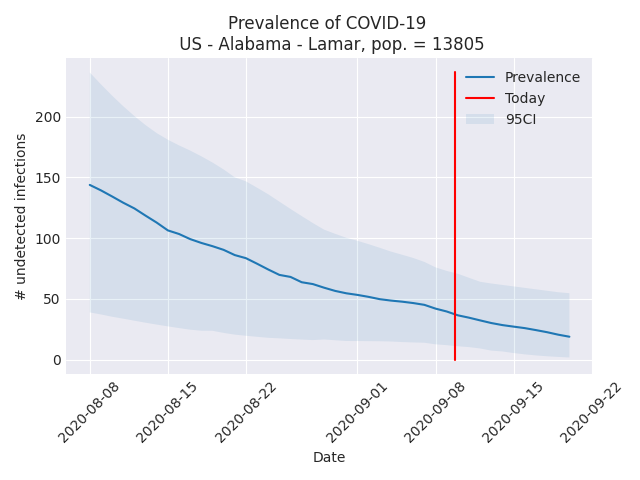 Prevalence of COVID-19
US - Alabama - Lamar, pop. = 13805
Prevalence
Today
95CI
# undetected infections
200
150
100
50
0
2020-08-08
2020-08-15
2020-08-22
2020-09-01
2020-09-08
2020-09-15
2020-09-22
Date